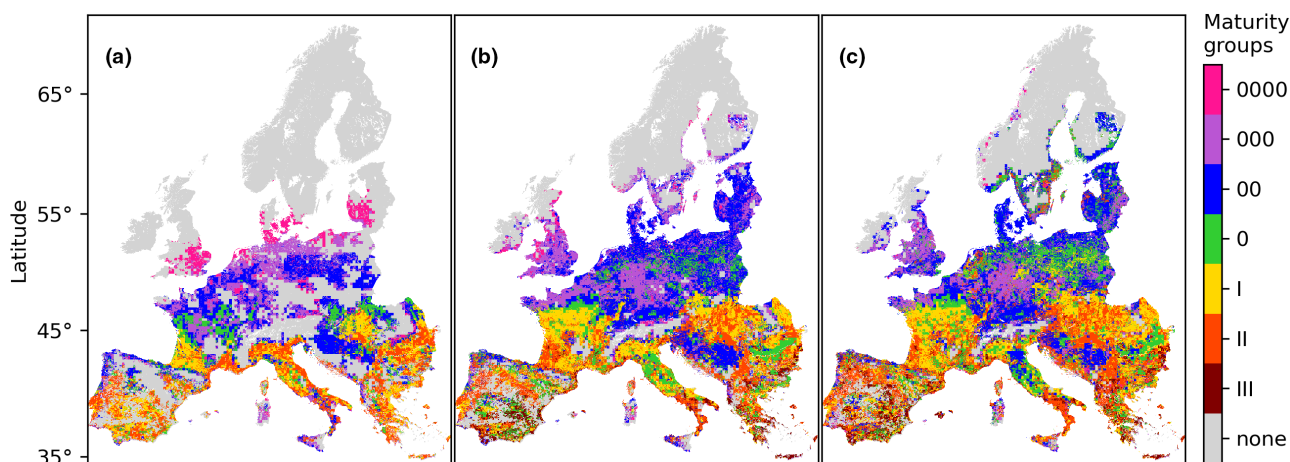 (a)
(b)
(c)
Maturity
groups
0000
000
00
0
I
II
III
none
65°
55°
45°
35°
Latitude